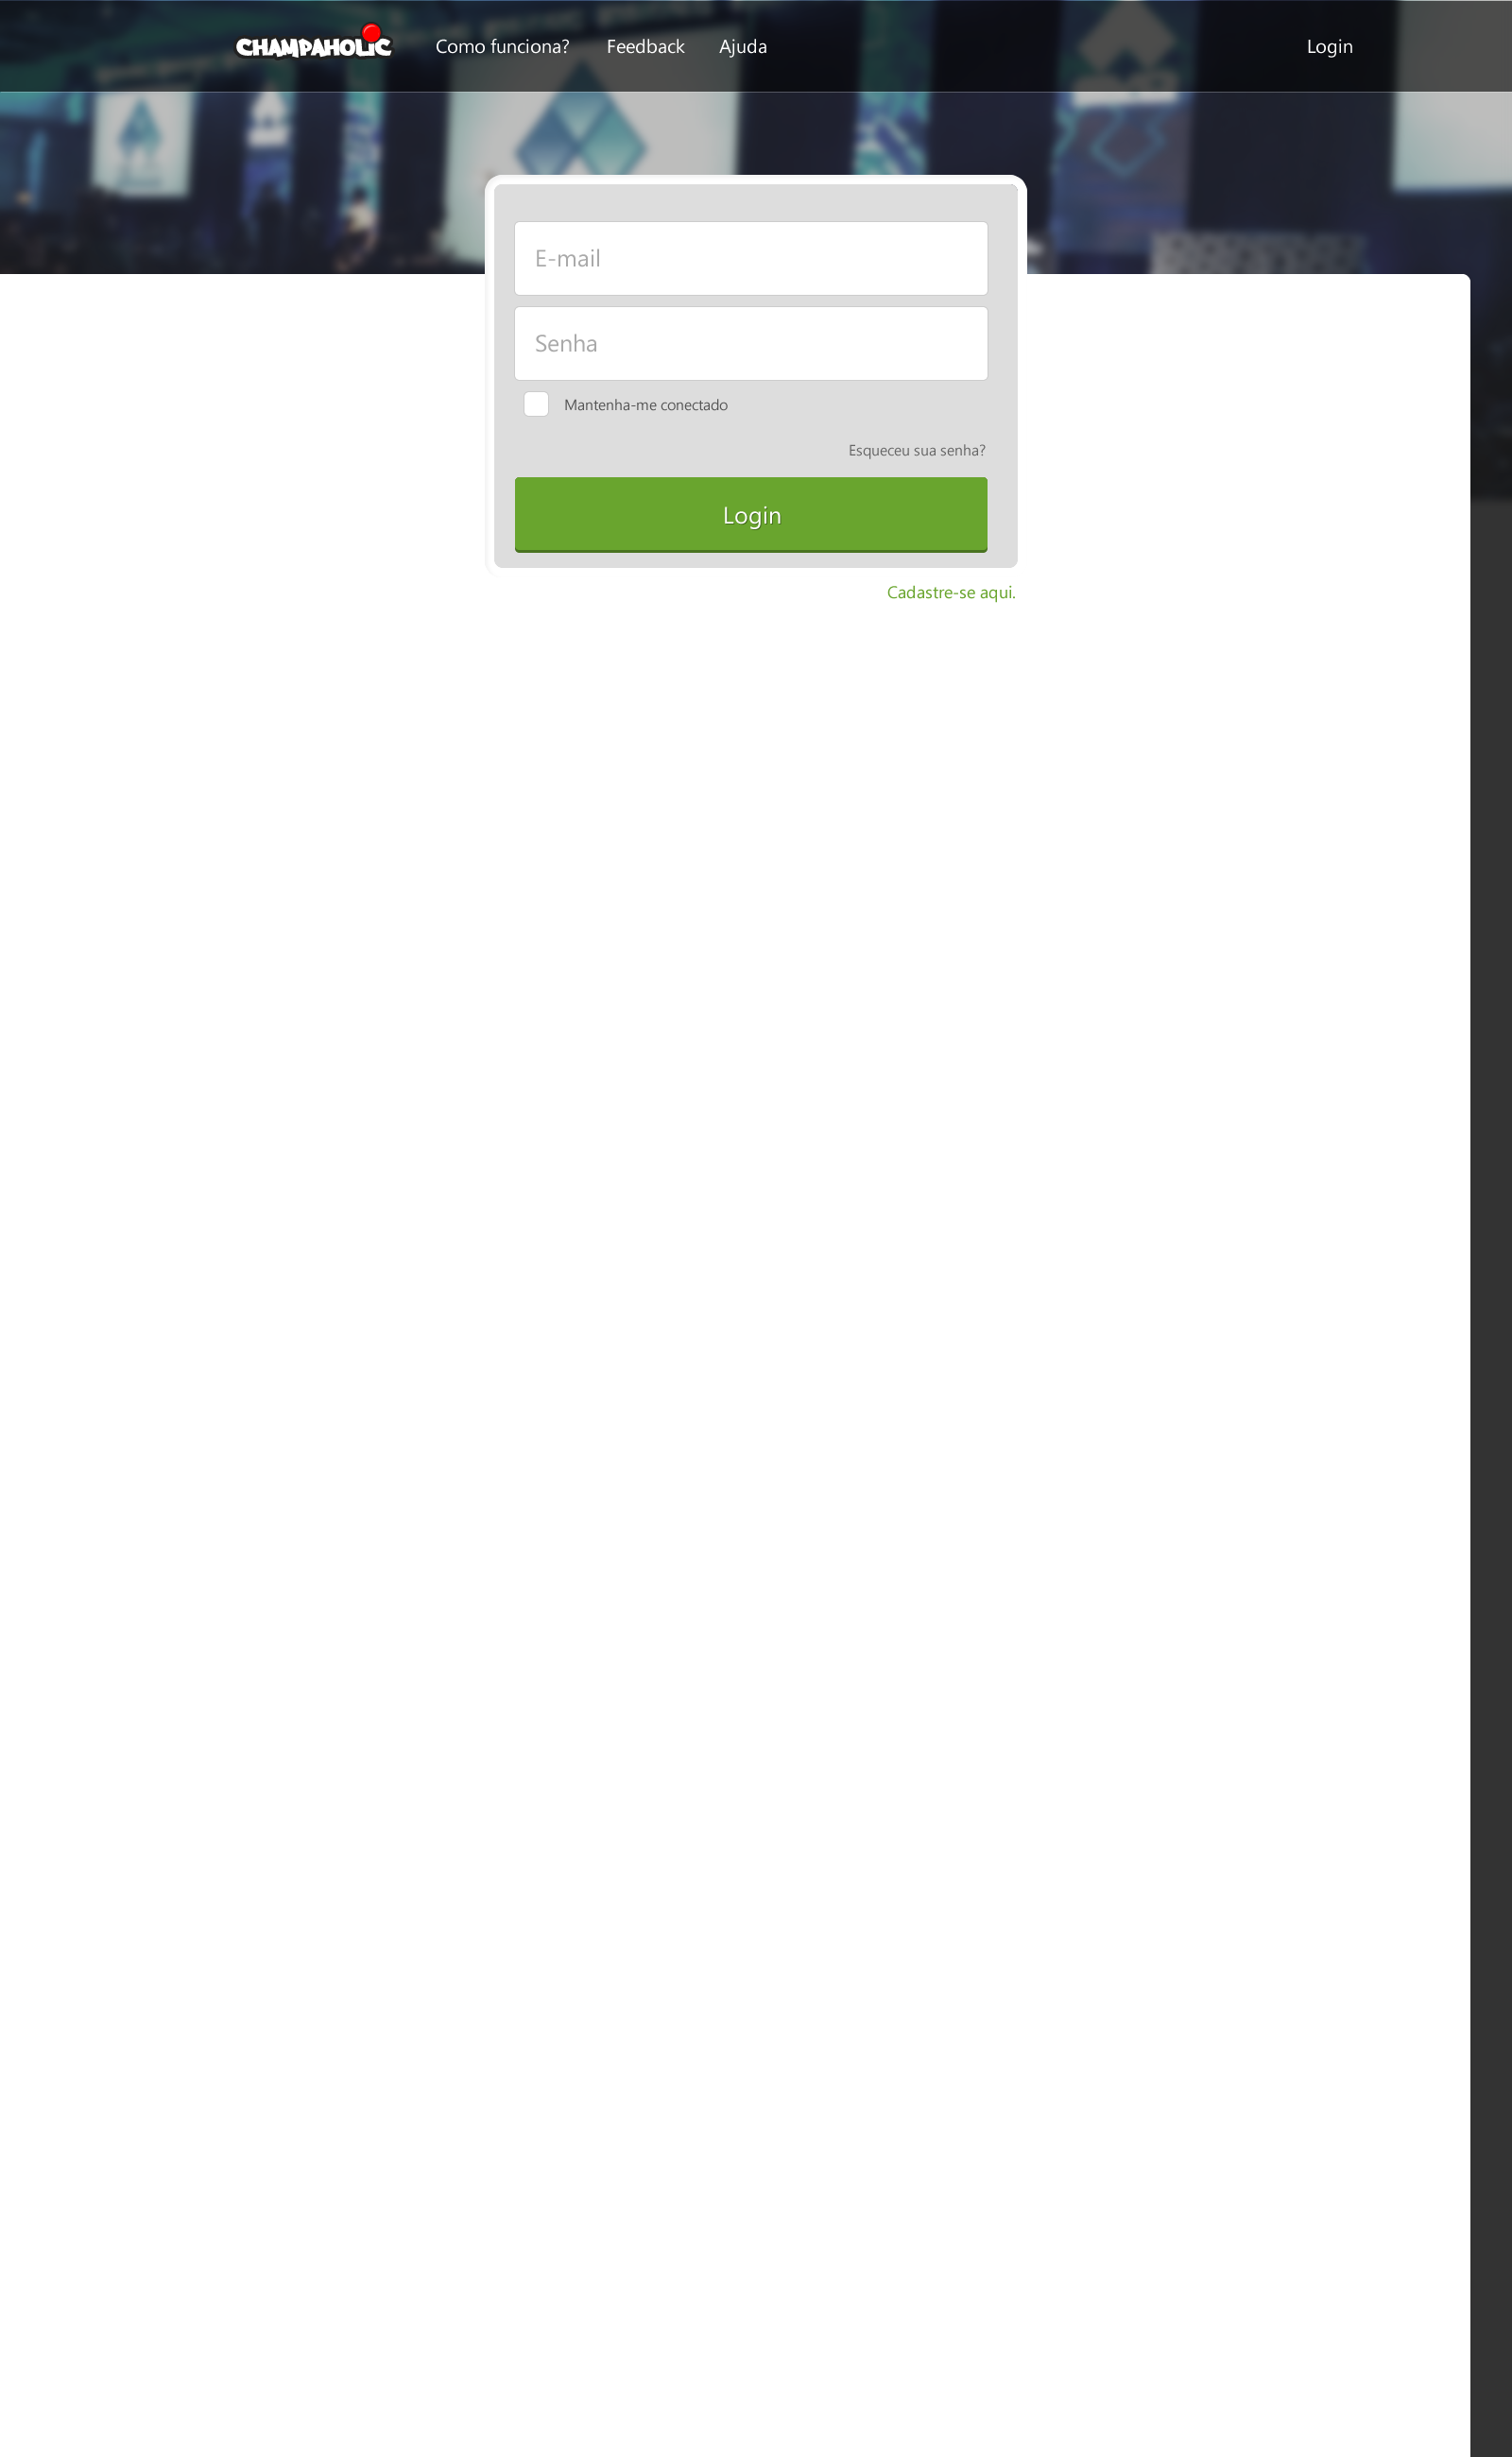 CHAMPAHOLIC
Como funciona?
Feedback
Ajuda
Login
E-mail
Senha
Mantenha-me conectado
Esqueceu sua senha?
Login
Cadastre-se aqui.